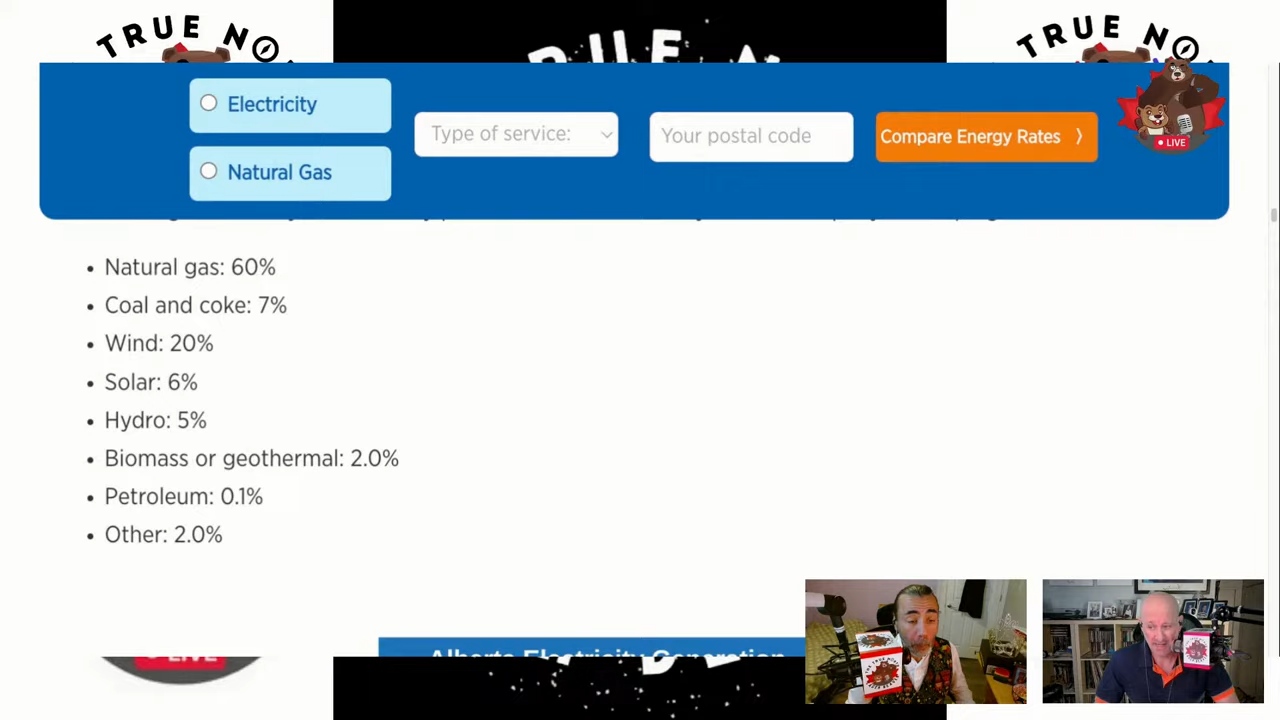 TRUE NO
TRUE NO
Electricity
Natural Gas
Type of service:
Your postal code
Compare Energy Rates
LIVE
Natural gas: 60%
Coal and coke: 7%
Wind: 20%
Solar: 6%
Hydro: 5%
Biomass or geothermal: 2.0%
Petroleum: 0.1%
Other: 2.0%
Alberta Electricity Generation
LIVE